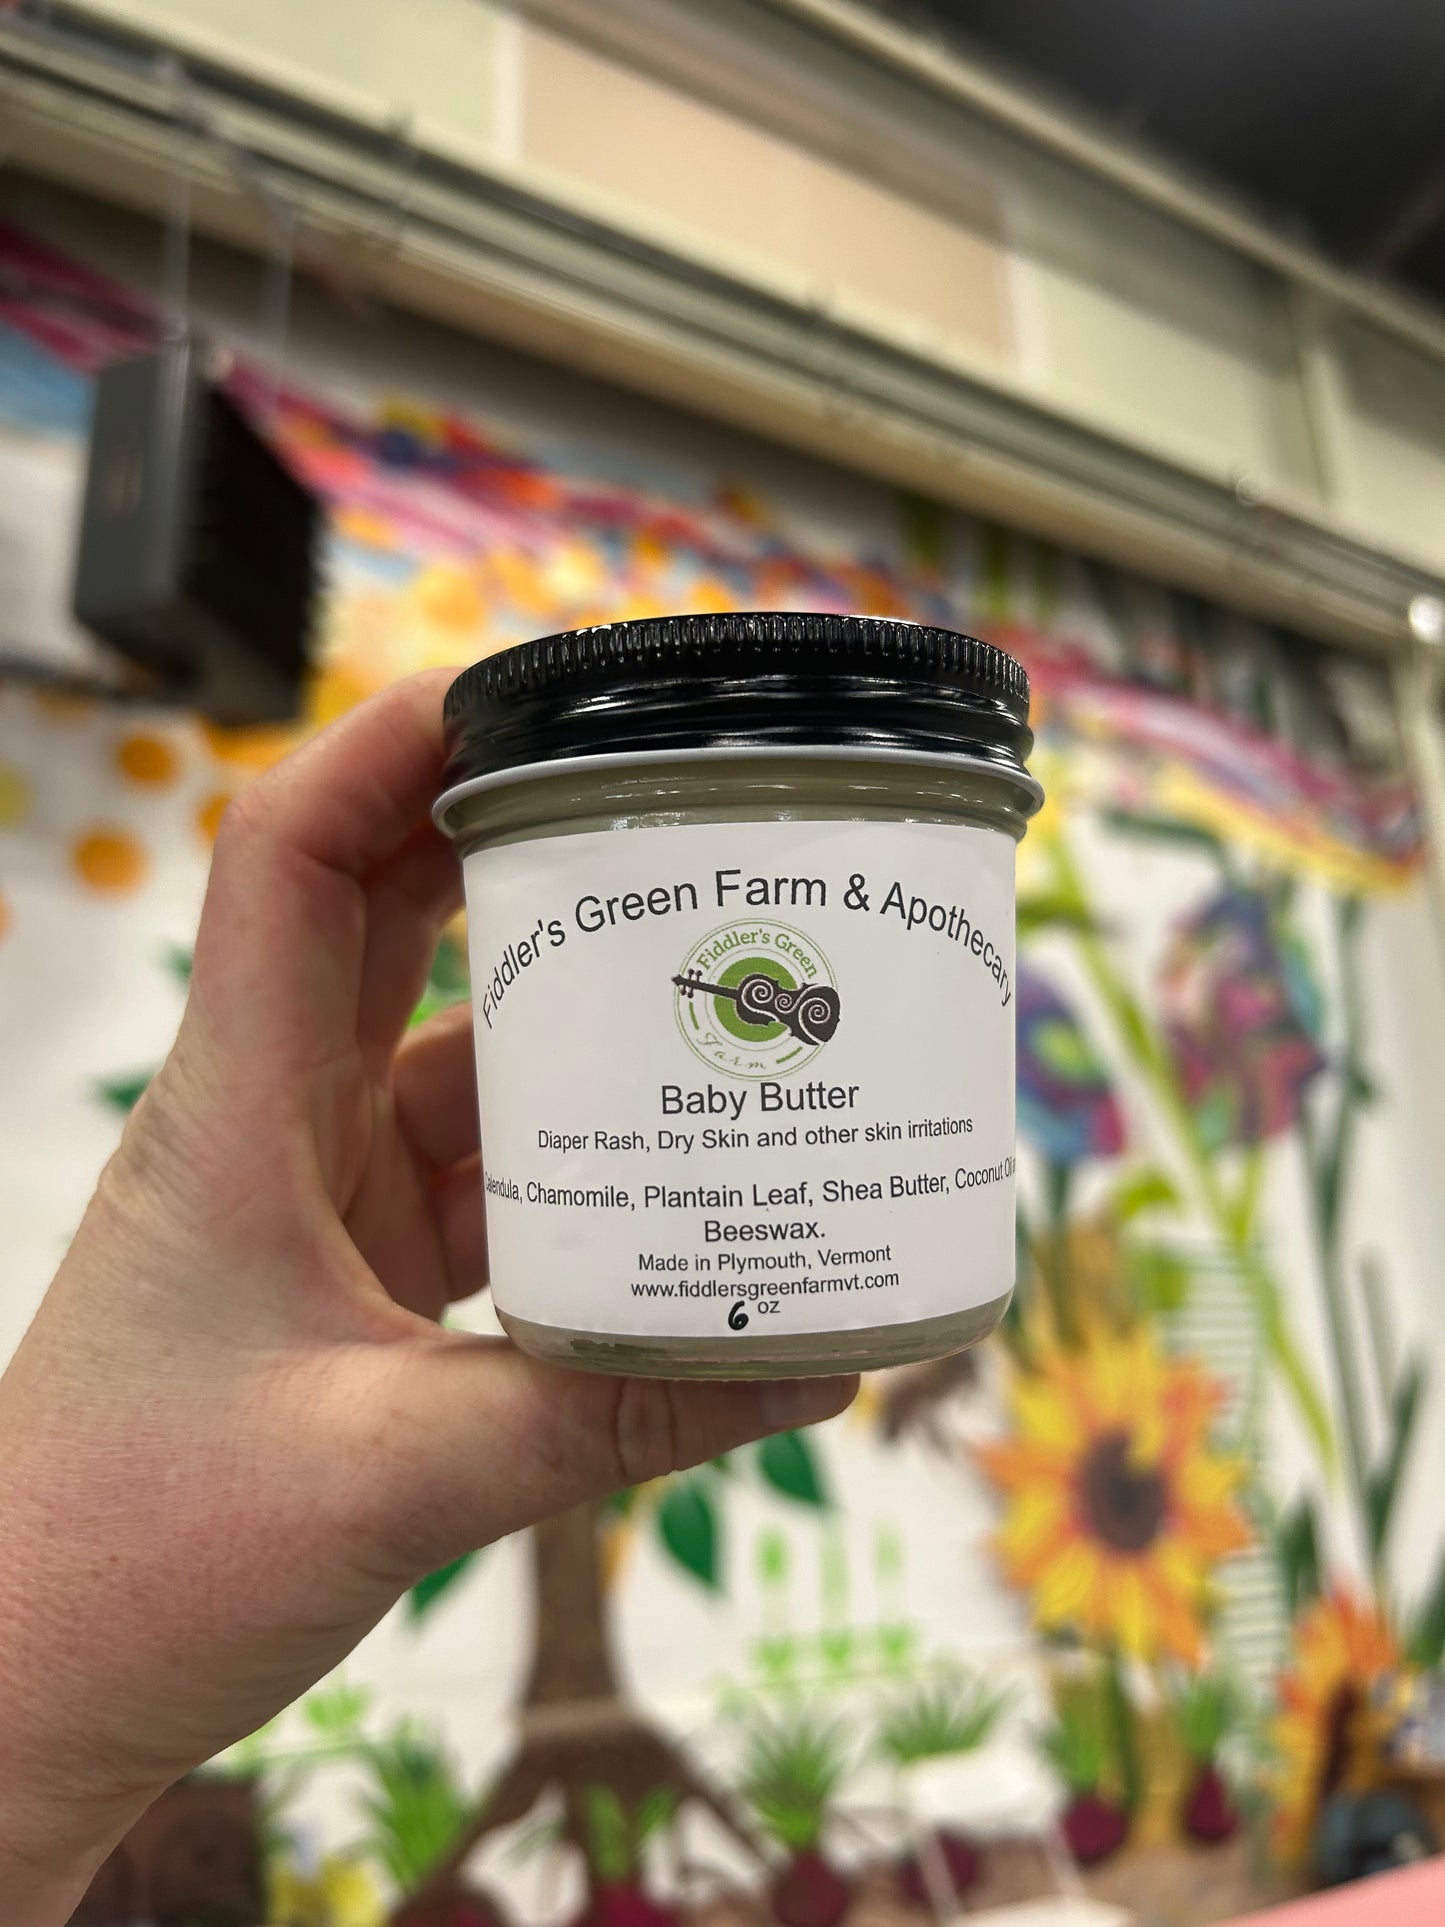 Fiddler's Green Farm & Apothecary
Fiddler's Green
Farm
Baby Butter
Diaper Rash, Dry Skin and other skin irritations
Calendula, Chamomile, Plantain Leaf, Shea Butter, Coconut Oil
Beeswax.
Made in Plymouth, Vermont
www.fiddlersgreenfarmvt.com
6 oz